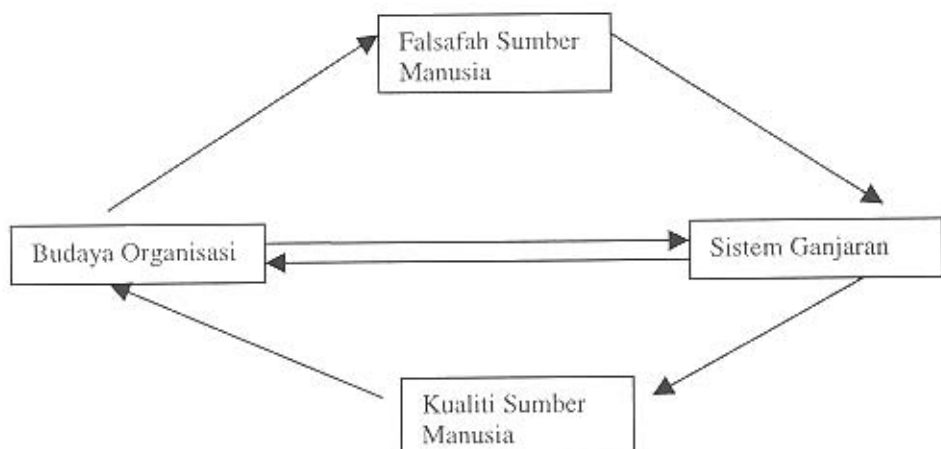 Falsafah Sumber
Manusia
Budaya Organisasi
Sistem Ganjaran
Kualiti Sumber
Manusia